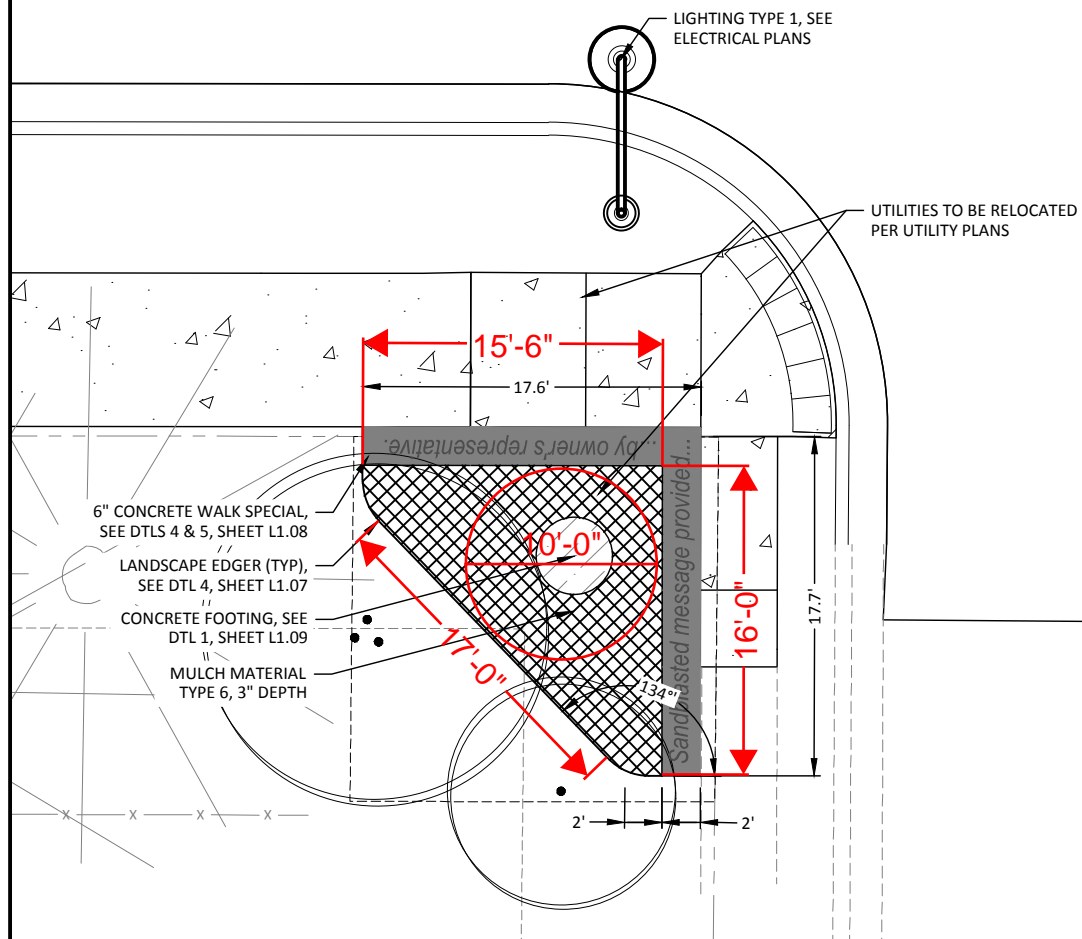 LIGHTING TYPE 1, SEE
ELECTRICAL PLANS
UTILITIES TO BE RELOCATED
PER UTILITY PLANS
15'-6"
17.6'
...by owner's representative.
Sandblasted message provided...
6" CONCRETE WALK SPECIAL,
SEE DTLS 4 & 5, SHEET L1.08
LANDSCAPE EDGER (TYP),
SEE DTL 4, SHEET L1.07
CONCRETE FOOTING, SEE
DTL 1, SHEET L1.09
MULCH MATERIAL
TYPE 6, 3" DEPTH
10'-0"
16'-0"
17.7'
17'-0"
134°
2'
2'
X
X
X
X